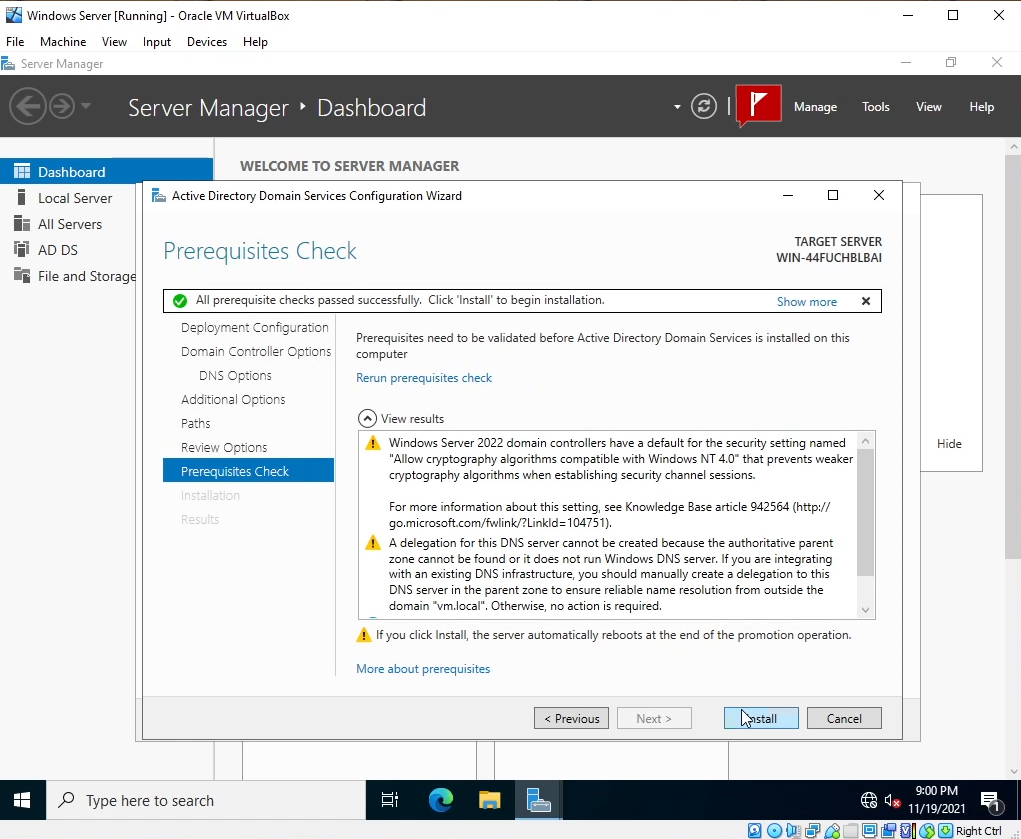 Windows Server [Running] - Oracle VM VirtualBox
File Machine View Input Devices Help
Server Manager
Server Manager ‣ Dashboard
Manage Tools View Help
Dashboard
Local Server
All Servers
AD DS
File and Storage
WELCOME TO SERVER MANAGER
Active Directory Domain Services Configuration Wizard
Prerequisites Check
TARGET SERVER
WIN-44FUCHBLBAI
All prerequisite checks passed successfully. Click 'Install' to begin installation.
Show more
Deployment Configuration
Domain Controller Options
DNS Options
Additional Options
Paths
Review Options
Prerequisites Check
Installation
Results
Prerequisites need to be validated before Active Directory Domain Services is installed on this
computer
Rerun prerequisites check
View results
Windows Server 2022 domain controllers have a default for the security setting named
"Allow cryptography algorithms compatible with Windows NT 4.0" that prevents weaker
cryptography algorithms when establishing security channel sessions.
For more information about this setting, see Knowledge Base article 942564 (http://
go.microsoft.com/fwlink/?LinkId=104751).
A delegation for this DNS server cannot be created because the authoritative parent
zone cannot be found or it does not run Windows DNS server. If you are integrating
with an existing DNS infrastructure, you should manually create a delegation to this
DNS server in the parent zone to ensure reliable name resolution from outside the
domain "vm.local". Otherwise, no action is required.
If you click Install, the server automatically reboots at the end of the promotion operation.
More about prerequisites
Hide
< Previous
Next >
Install
Cancel
Type here to search
9:00 PM
11/19/2021
1
Right Ctrl